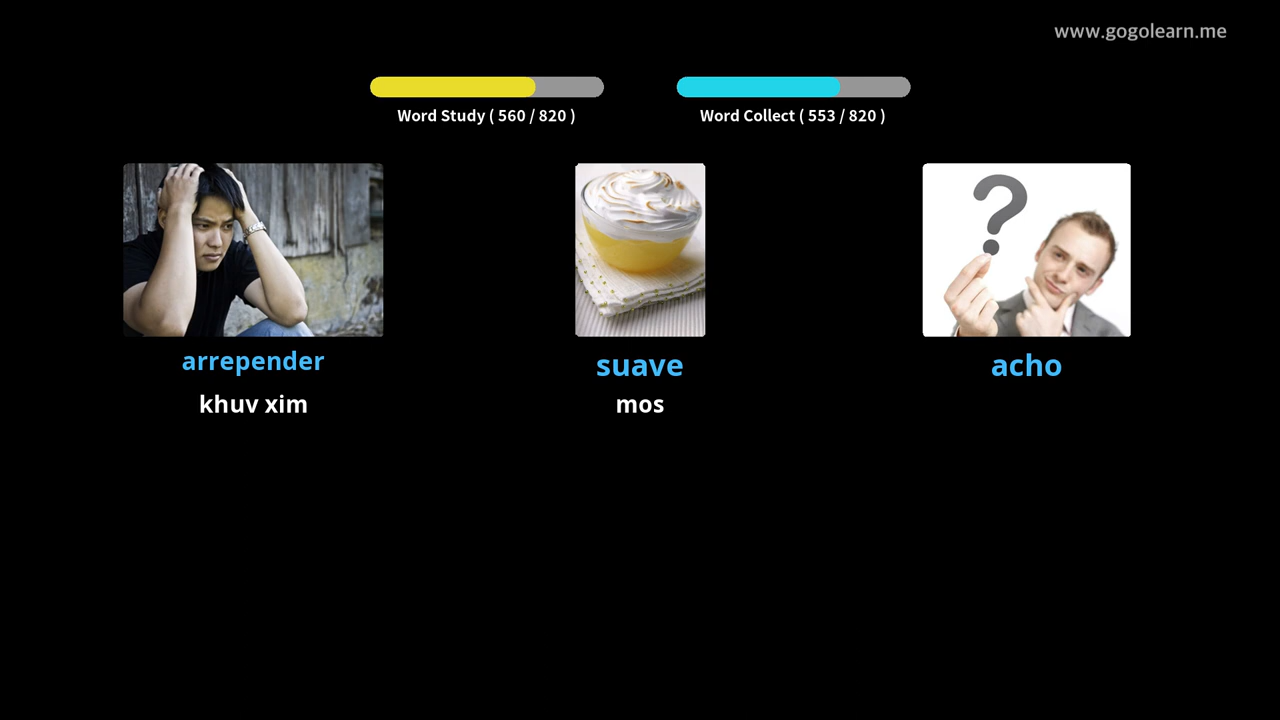 www.gogolearn.me
Word Study ( 560 / 820 )
Word Collect ( 553 / 820 )
arrepender
suave
acho
khuv xim
mos